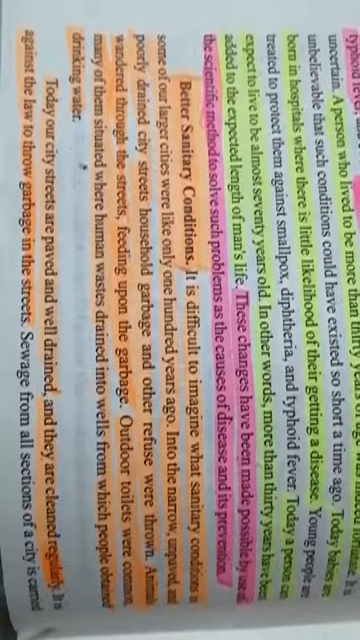 typhoid fever,
uncertain. A person who lived to be more than thirty years
unbelievable that such conditions could have existed so short a time ago. Today babies are
born in hospitals where there is little likelihood of their getting a disease. Young people are
treated to protect them against smallpox, diphtheria, and typhoid fever. Today a person can
expect to live to be almost seventy years old. In other words, more than thirty years have been
added to the expected length of man's life. These changes have been made possible by use of
the scientific method to solve such problems as the causes of disease and its prevention.
Better Sanitary Conditions. It is difficult to imagine what sanitary conditions in
some of our larger cities were like only one hundred years ago. Into the narrow, unpaved, and
poorly drained city streets household garbage and other refuse were thrown. Animals
wandered through the streets, feeding upon the garbage. Outdoor toilets were common,
many of them situated where human wastes drained into wells from which people obtained
drinking water.
Today our city streets are paved and well drained, and they are cleaned regularly. It is
against the law to throw garbage in the streets. Sewage from all sections of a city is carried